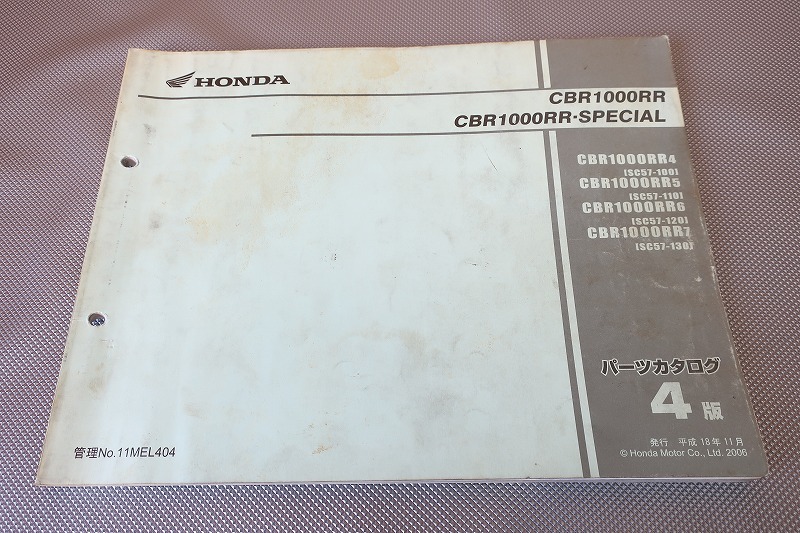 HONDA
CBR1000RR
CBR1000RR・SPECIAL
CBR1000RR4
(SC57-100)
CBR1000RR5
(SC57-110)
CBR1000RR6
(SC57-120)
CBR1000RR7
(SC57-130)
パーツカタログ
4版
発行 平成18年11月
© Honda Motor Co., Ltd. 2006
管理No.11MEL404